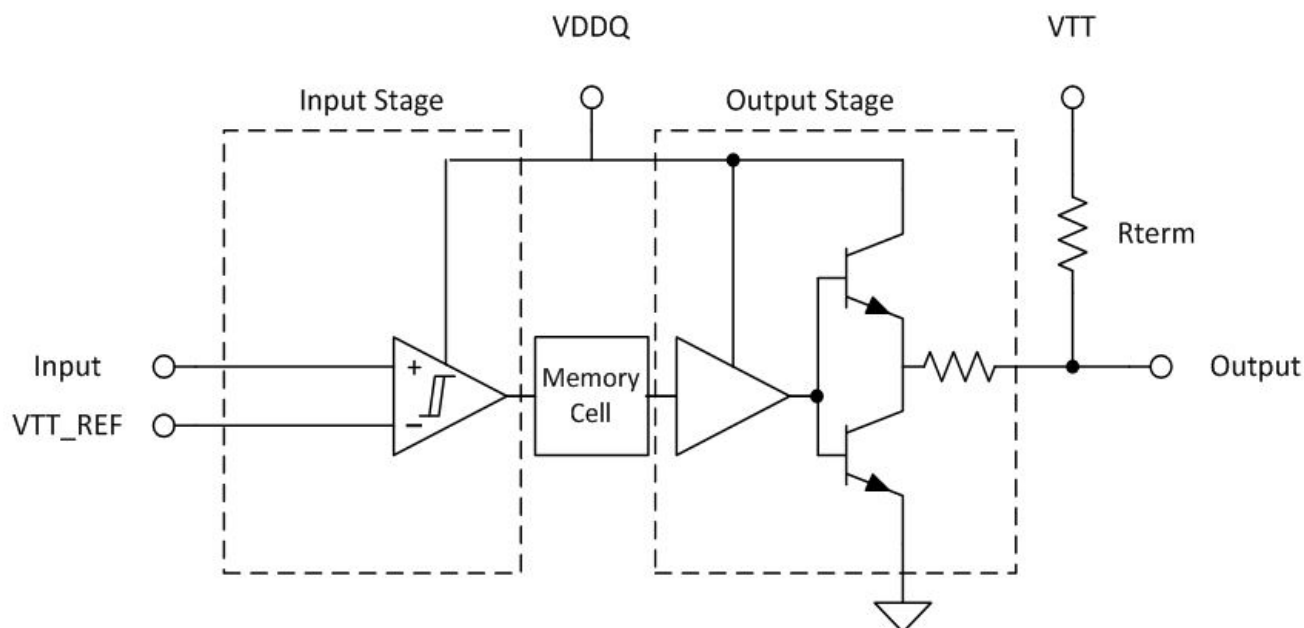 VDDQ
VTT
Input Stage
Output Stage
Rterm
Input
+
Memory
Cell
Output
VTT_REF
-